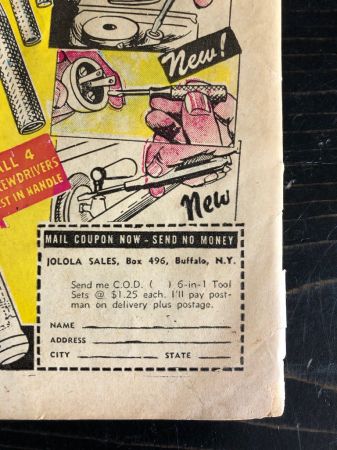 New!
ALL 4
REWDRIVERS
EST IN HANDLE
New
MAIL COUPON NOW - SEND NO MONEY
JOLOLA SALES, Box 496, Buffalo, N.Y.
Send me C.O.D. ( ) 6-in-1 Tool
Sets @ $1.25 each. I'll pay post-
man on delivery plus postage.
NAME
ADDRESS
CITY STATE